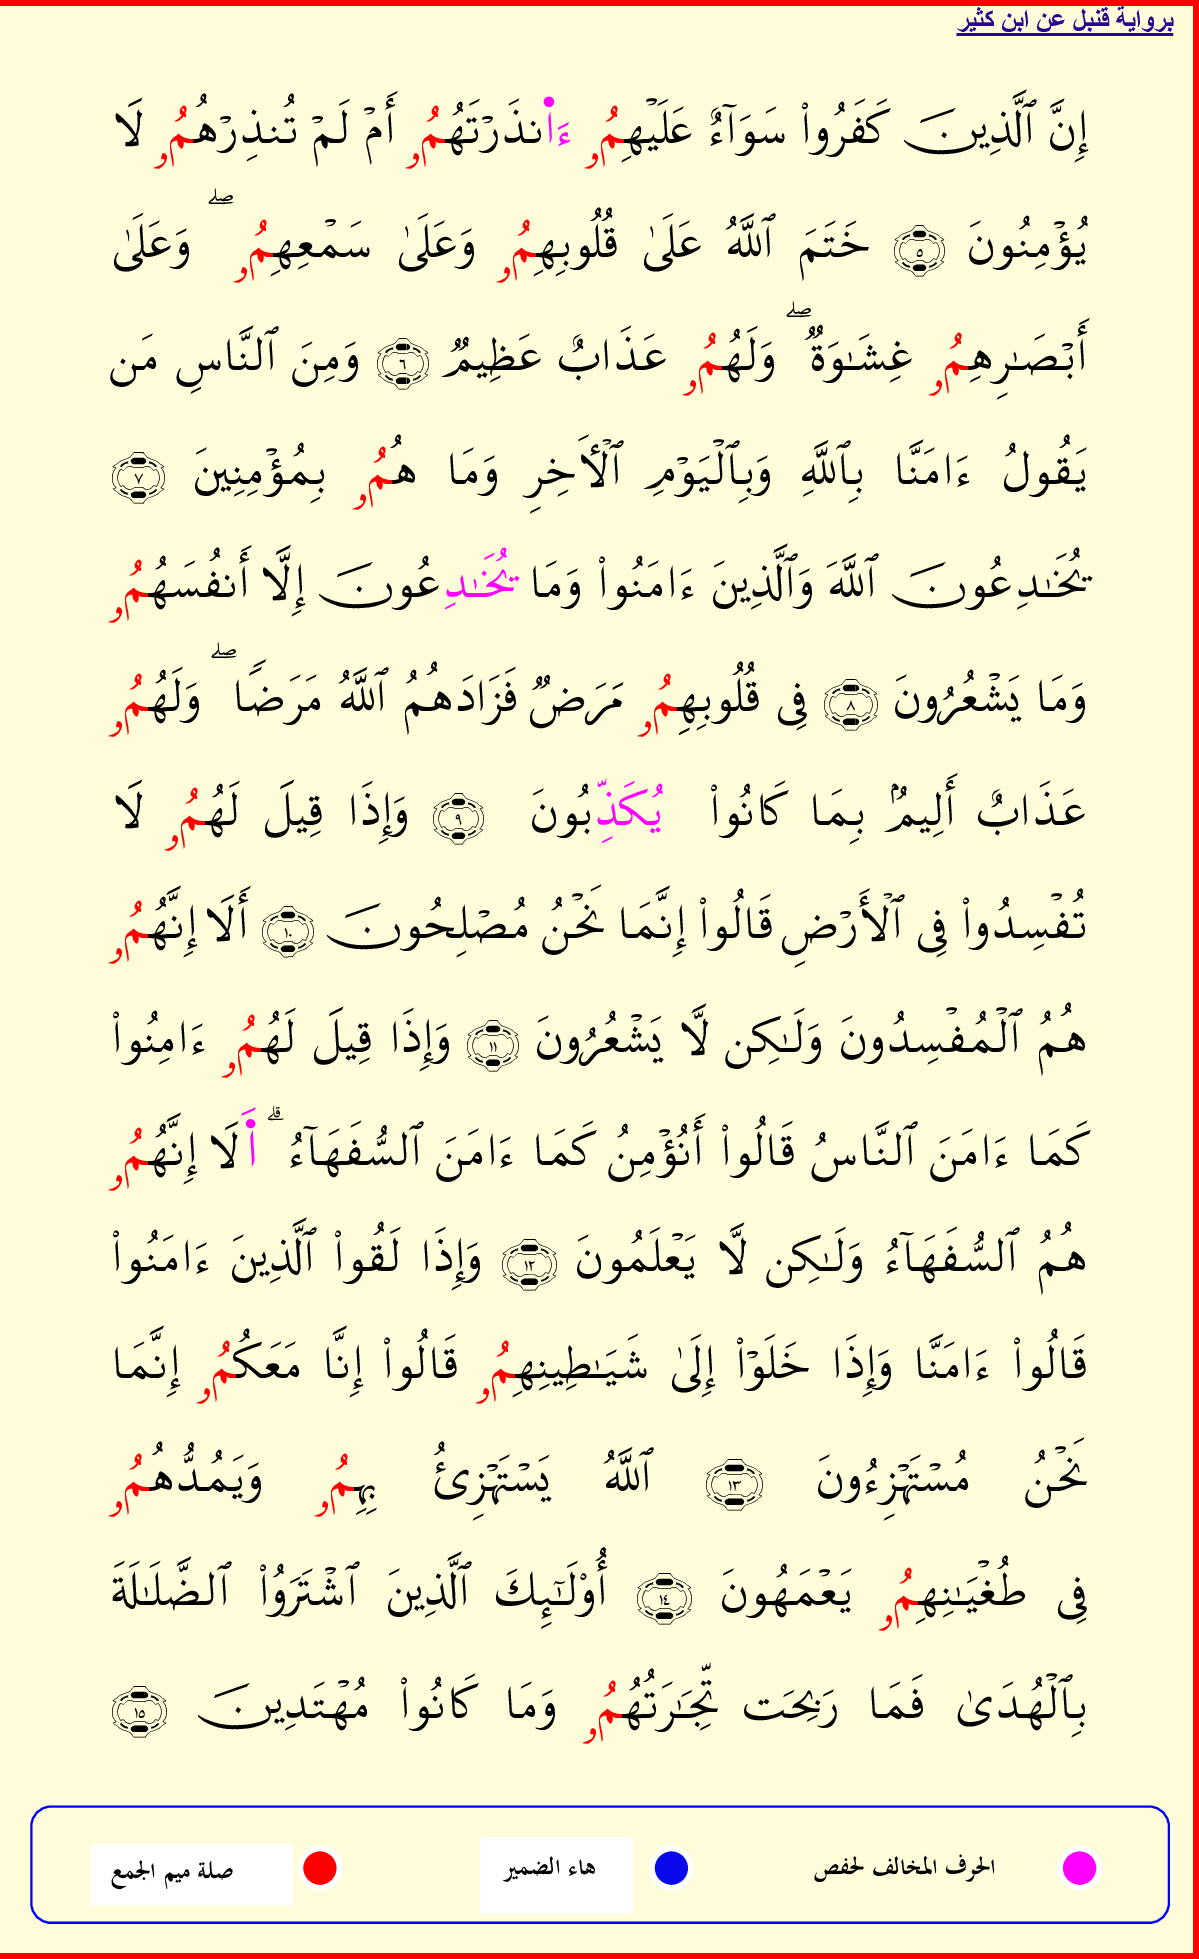 برواية قنبل عن ابن كثير
إِنَّ ٱلَّذِينَ كَفَرُوا۟ سَوَآءٌ عَلَيْهِمُۥ ءَا۬نذَرْتَهُمُۥ أَمْ لَمْ تُنذِرْهُمُۥ لَا
يُؤْمِنُونَ ٥ خَتَمَ ٱللَّهُ عَلَىٰ قُلُوبِهِمُۥ وَعَلَىٰ سَمْعِهِمُۥ ۖ وَعَلَىٰ
أَبْصَـٰرِهِمُۥ غِشَـٰوَةٌ ۖ وَلَهُمُۥ عَذَابٌ عَظِيمٌ ٦ وَمِنَ ٱلنَّاسِ مَن
يَقُولُ ءَامَنَّا بِٱللَّهِ وَبِٱلْيَوْمِ ٱلْأَخِرِ وَمَا هُمُۥ بِمُؤْمِنِينَ ٧
يُخَـٰدِعُونَ ٱللَّهَ وَٱلَّذِينَ ءَامَنُوا۟ وَمَا يُخَـٰدِعُونَ إِلَّا أَنفُسَهُمُۥ
وَمَا يَشْعُرُونَ ٨ فِى قُلُوبِهِمُۥ مَرَضٌ فَزَادَهُمُ ٱللَّهُ مَرَضًا ۖ وَلَهُمُۥ
عَذَابٌ أَلِيمٌۢ بِمَا كَانُوا۟ يُكَذِّبُونَ ٩ وَإِذَا قِيلَ لَهُمُۥ لَا
تُفْسِدُوا۟ فِى ٱلْأَرْضِ قَالُوا۟ إِنَّمَا نَحْنُ مُصْلِحُونَ ١٠ أَلَا إِنَّهُمُۥ
هُمُ ٱلْمُفْسِدُونَ وَلَـٰكِن لَّا يَشْعُرُونَ ١١ وَإِذَا قِيلَ لَهُمُۥ ءَامِنُوا۟
كَمَا ءَامَنَ ٱلنَّاسُ قَالُوا۟ أَنُؤْمِنُ كَمَا ءَامَنَ ٱلسُّفَهَآءُ ۗ اَ۬لَا إِنَّهُمُۥ
هُمُ ٱلسُّفَهَآءُ وَلَـٰكِن لَّا يَعْلَمُونَ ١٢ وَإِذَا لَقُوا۟ ٱلَّذِينَ ءَامَنُوا۟
قَالُوا۟ ءَامَنَّا وَإِذَا خَلَوْا۟ إِلَىٰ شَيَـٰطِينِهِمُۥ قَالُوا۟ إِنَّا مَعَكُمُۥ إِنَّمَا
نَحْنُ مُسْتَهْزِءُونَ ١٣ ٱللَّهُ يَسْتَهْزِئُ بِهِمُۥ وَيَمُدُّهُمُۥ
فِى طُغْيَـٰنِهِمُۥ يَعْمَهُونَ ١٤ أُو۟لَـٰٓئِكَ ٱلَّذِينَ ٱشْتَرَوُا۟ ٱلضَّلَـٰلَةَ
بِٱلْهُدَىٰ فَمَا رَبِحَت تِّجَـٰرَتُهُمُۥ وَمَا كَانُوا۟ مُهْتَدِينَ ١٥
الحرف المخالف لحفص هاء الضمير صلة ميم الجمع